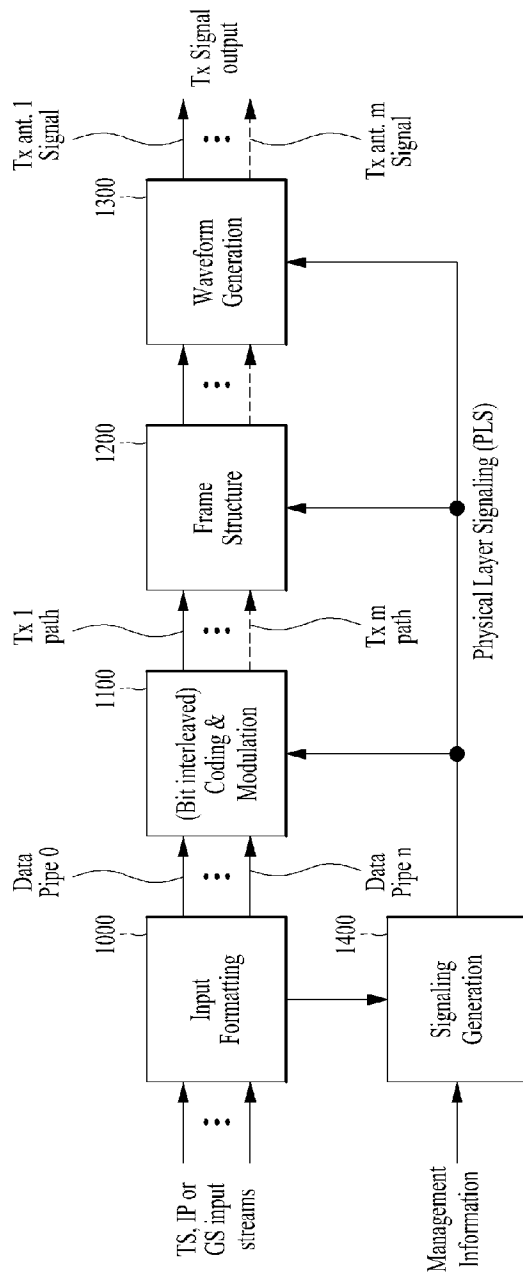 TS, IP or
GS input
streams
1000
Input
Formatting
Data
Pipe 0
Data
Pipe n
1100
(Bit interleaved)
Coding &
Modulation
Tx 1
path
Tx m
path
1200
Frame
Structure
1300
Waveform
Generation
Tx ant. 1
Signal
Tx Signal
output
Tx ant. m
Signal
Management
Information
1400
Signaling
Generation
Physical Layer Signaling (PLS)